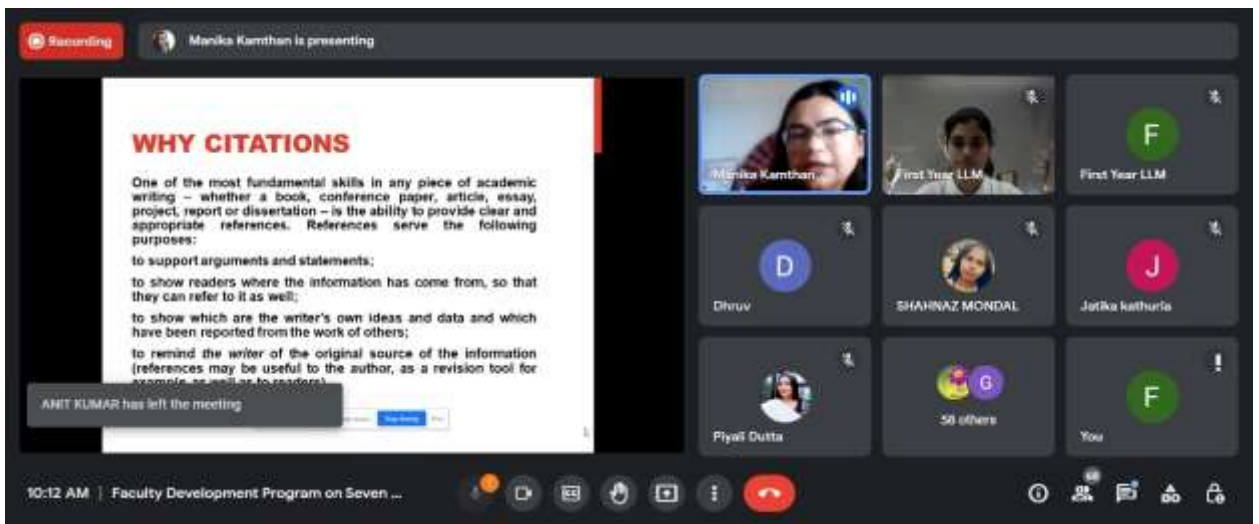 Recording
Manika Kamthan is presenting
WHY CITATIONS
One of the most fundamental skills in any piece of academic
writing – whether a book, conference paper, article, essay,
project, report or dissertation – is the ability to provide clear and
appropriate references. References serve the following
purposes:
to support arguments and statements;
to show readers where the information has come from, so that
they can refer to it as well;
to show which are the writer's own ideas and data and which
have been reported from the work of others;
to remind the writer of the original source of the information
(references may be useful to the author, as a revision tool for
example, as well as to readers)
ANIT KUMAR has left the meeting
Manika Kamthan
First Year LLM
F
First Year LLM
D
Dhruv
SHAHNAZ MONDAL
J
Jatika kathuria
Piyali Dutta
G
58 others
F
You
10:12 AM | Faculty Development Program on Seven ...